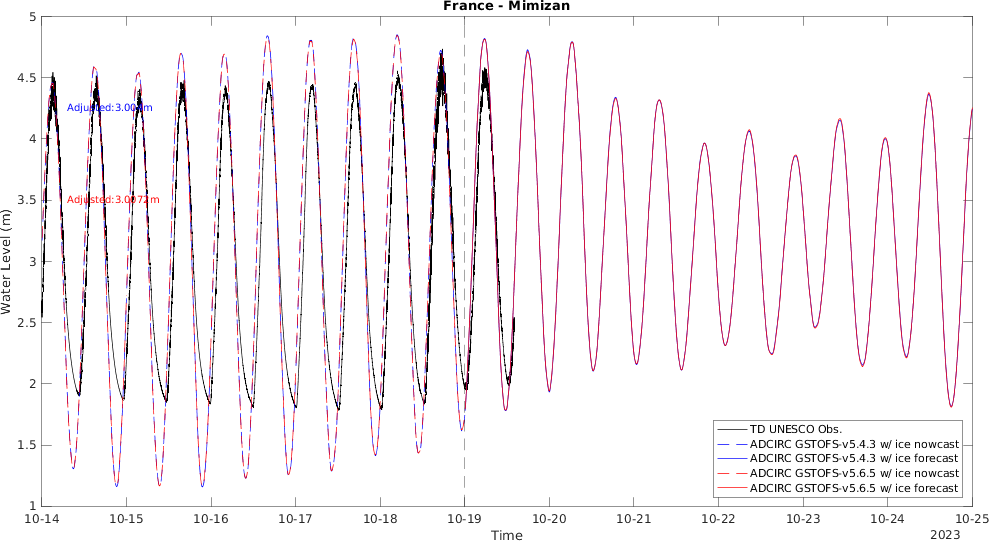 France - Mimizan
Water Level (m)
5
4.5
4
3.5
3
2.5
2
1.5
1
Adjusted:3.0072m
10-14
10-15
10-16
10-17
10-18
10-19
10-20
10-21
10-22
10-23
10-24
10-25
Time
2023
TD UNESCO Obs.
ADCIRC GSTOFS-v5.4.3 w/ ice nowcast
ADCIRC GSTOFS-v5.4.3 w/ ice forecast
ADCIRC GSTOFS-v5.6.5 w/ ice nowcast
ADCIRC GSTOFS-v5.6.5 w/ ice forecast